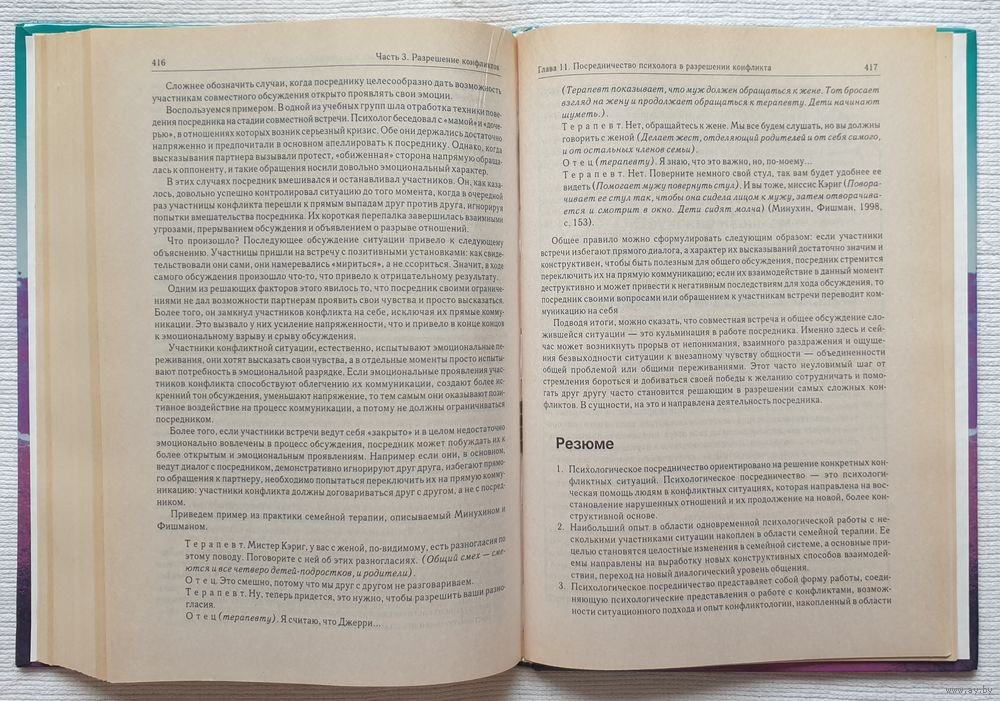 416
Часть 3. Разрешение конфликтов
Сложнее обозначить случаи, когда посреднику целесообразно дать возможность
участникам совместного обсуждения открыто проявлять свои эмоции.
Воспользуемся примером. В одной из учебных групп шла отработка техники пове-
дения посредника на стадии совместной встречи. Психолог беседовал с «мамой» и «доче-
рью», в отношениях которых возник серьезный кризис. Обе они держались достаточно
напряженно и предпочитали в основном апеллировать к посреднику. Однако, когда
высказывания партнера вызывали протест, «обиженная» сторона напрямую обраща-
лась к оппоненту, и такие обращения носили довольно эмоциональный характер.
В этих случаях посредник вмешивался и останавливал участников. Он, как каза-
лось, довольно успешно контролировал ситуацию до того момента, когда в очередной
раз участницы конфликта перешли к прямым выпадам друг против друга, игнорируя
попытки вмешательства посредника. Их короткая перепалка завершилась взаимными
угрозами, прерыванием обсуждения и объявлением о разрыве отношений.
Что произошло? Последующее обсуждение ситуации привело к следующему
объяснению. Участницы пришли на встречу с позитивными установками: как свиде-
тельствовали они сами, они намеревались «мириться», а не ссориться. Значит, в ходе
самого обсуждения произошло что-то, что привело к отрицательному результату.
Одним из решающих факторов этого явилось то, что посредник своими ограниче-
ниями не дал возможности партнерам проявить свои чувства и просто высказаться.
Более того, он замкнул участников конфликта на себе, исключая их прямые комму-
никации. Это вызвало у них усиление напряженности, что и привело в конце концов
к эмоциональному взрыву и срыву обсуждения.
Участники конфликтной ситуации, естественно, испытывают эмоциональные пе-
реживания, они хотят высказать свои чувства, а в отдельные моменты просто испыты-
вают потребность в эмоциональной разрядке. Если эмоциональные проявления учас-
тников конфликта способствуют облегчению их коммуникации, создают более ис-
кренний тон обсуждения, уменьшают напряжение, то тем самым они оказывают пози-
тивное воздействие на процесс коммуникации, а потому не должны ограничиваться
посредником.
Более того, если участники встречи ведут себя «закрыто» и в целом недостаточно
эмоционально вовлечены в процесс обсуждения, посредник может побуждать их к
более открытым и эмоциональным проявлениям. Например если они, в основном,
ведут диалог с посредником, демонстративно игнорируют друг друга, избегают прямо-
го обращения к партнеру, необходимо попытаться переключить их на прямую комму-
никацию: участники конфликта должны договариваться друг с другом, а не с посред-
ником.
Приведем пример из практики семейной терапии, описываемый Минухиным и
Фишманом.
Терапевт. Мистер Кэриг, у вас с женой, по-видимому, есть разногласия по
этому поводу. Поговорите с ней об этих разногласиях. (Общий смех — сме-
ются и все четверо детей-подростков, и родители).
Отец. Это смешно, потому что мы друг с другом не разговариваем.
Терапевт. Ну, теперь придется, это нужно, чтобы разрешить ваши разно-
гласия.
Отец (терапевту). Я считаю, что Джерри...
Глава 11. Посредничество психолога в разрешении конфликта
417
(Терапевт показывает, что муж должен обращаться к жене. Тот бросает
взгляд на жену и продолжает обращаться к терапевту. Дети начинают
шуметь.).
Терапевт. Нет, обращайтесь к жене. Мы все будем слушать, но вы должны
говорить с женой (Делает жест, отделяющий родителей и от себя самого,
и от остальных членов семьи).
Отец (терапевту). Я знаю, что это важно, но, по-моему...
Терапевт. Нет. Поверните немного свой стул, так вам будет удобнее ее
видеть (Помогает мужу повернуть стул). И вы тоже, миссис Кэриг (Повора-
чивает ее стул так, чтобы она сидела лицом к мужу, затем отворачива-
ется и смотрит в окно. Дети сидят молча) (Минухин, Фишман, 1998,
с. 153).
Общее правило можно сформулировать следующим образом: если участники
встречи избегают прямого диалога, а характер их высказываний достаточно значим и
конструктивен, чтобы быть полезным для общего обсуждения, посредник стремится
переключить их на прямую коммуникацию; если их взаимодействие в данный момент
деструктивно и может привести к негативным последствиям для хода обсуждения, то
посредник своими вопросами или обращением к участникам встречи переводит ком-
муникацию на себя
Подводя итоги, можно сказать, что совместная встреча и общее обсуждение сло-
жившейся ситуации — это кульминация в работе посредника. Именно здесь и сей-
час может возникнуть прорыв от непонимания, взаимного раздражения и ощуще-
ния безвыходности ситуации к внезапному чувству общности — объединенности
общей проблемой или общими переживаниями. Этот часто неуловимый шаг от
стремления бороться и добиваться своей победы к желанию сотрудничать и помо-
гать друг другу часто становится решающим в разрешении самых сложных кон-
фликтов. В сущности, на это и направлена деятельность посредника.
Резюме
1. Психологическое посредничество ориентировано на решение конкретных кон-
фликтных ситуаций. Психологическое посредничество — это психологи-
ческая помощь людям в конфликтных ситуациях, которая направлена на вос-
становление нарушенных отношений и их продолжение на новой, более кон-
структивной основе.
2. Наибольший опыт в области одновременной психологической работы с не-
сколькими участниками ситуации накоплен в области семейной терапии. Ее
целью становятся целостные изменения в семейной системе, а основные при-
емы направлены на выработку новых конструктивных способов взаимодей-
ствия, переход на новый диалогический уровень общения.
3. Психологическое посредничество представляет собой форму работы, соеди-
няющую психологические представления о работе с конфликтами, возмож-
ности ситуационного подхода и опыт конфликтологии, накопленный в области
www.ay.by